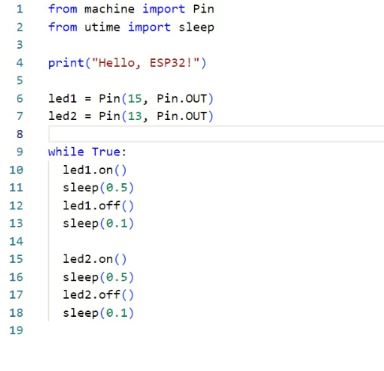 1 from machine import Pin
2 from utime import sleep
3
4 print("Hello, ESP32!")
5
6 led1 = Pin(15, Pin.OUT)
7 led2 = Pin(13, Pin.OUT)
8
9 while True:
10   led1.on()
11   sleep(0.5)
12   led1.off()
13   sleep(0.1)
14
15   led2.on()
16   sleep(0.5)
17   led2.off()
18   sleep(0.1)
19